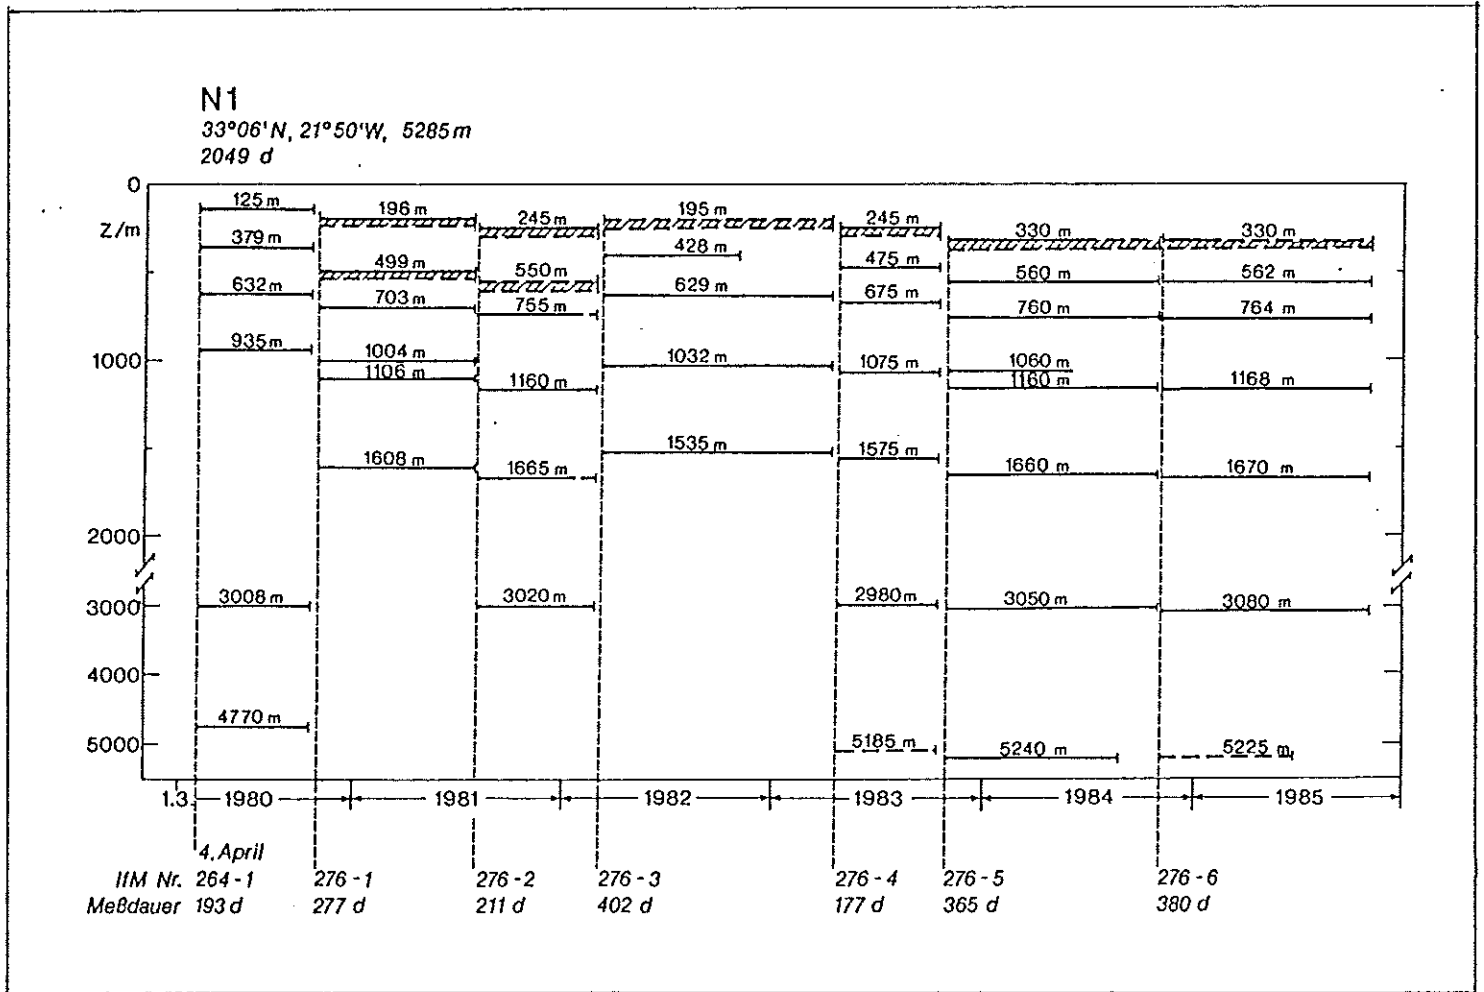 N1
33°06'N, 21°50'W, 5285m
2049 d
0
Z/m
125 m
196 m
245 m
195 m
245 m
330 m
330 m
379 m
499 m
550 m
428 m
475 m
560 m
562 m
632 m
703 m
755 m
629 m
675 m
760 m
764 m
935 m
1000
1004 m
1106 m
1160 m
1032 m
1075 m
1060 m
1160 m
1168 m
1608 m
1665 m
1535 m
1575 m
1660 m
1670 m
2000
3000
3008 m
3020 m
2980 m
3050 m
3080 m
4000
4770 m
5000
5185 m
5240 m
5225 m
1.3. 1980 1981 1982 1983 1984 1985
4. April
IfM Nr. 264-1 276-1 276-2 276-3 276-4 276-5 276-6
Meßdauer 193 d 277 d 211 d 402 d 177 d 365 d 380 d